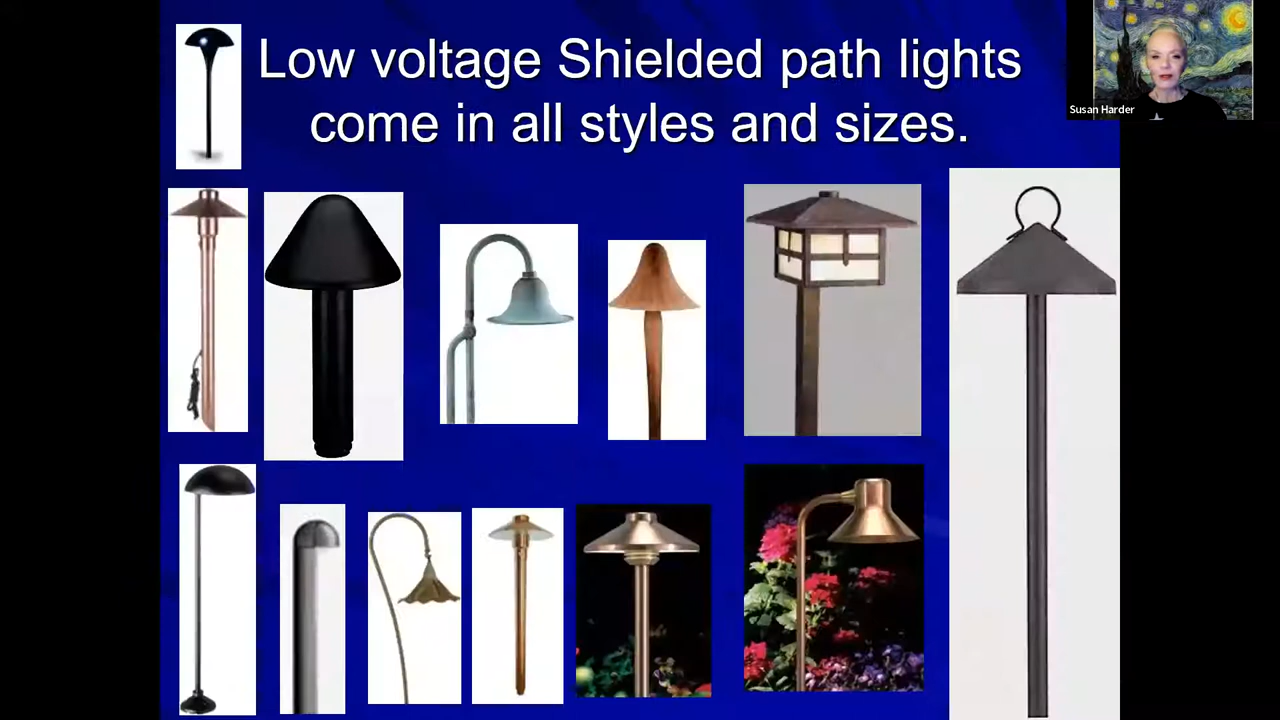 Low voltage Shielded path lights
come in all styles and sizes.
Susan Harder